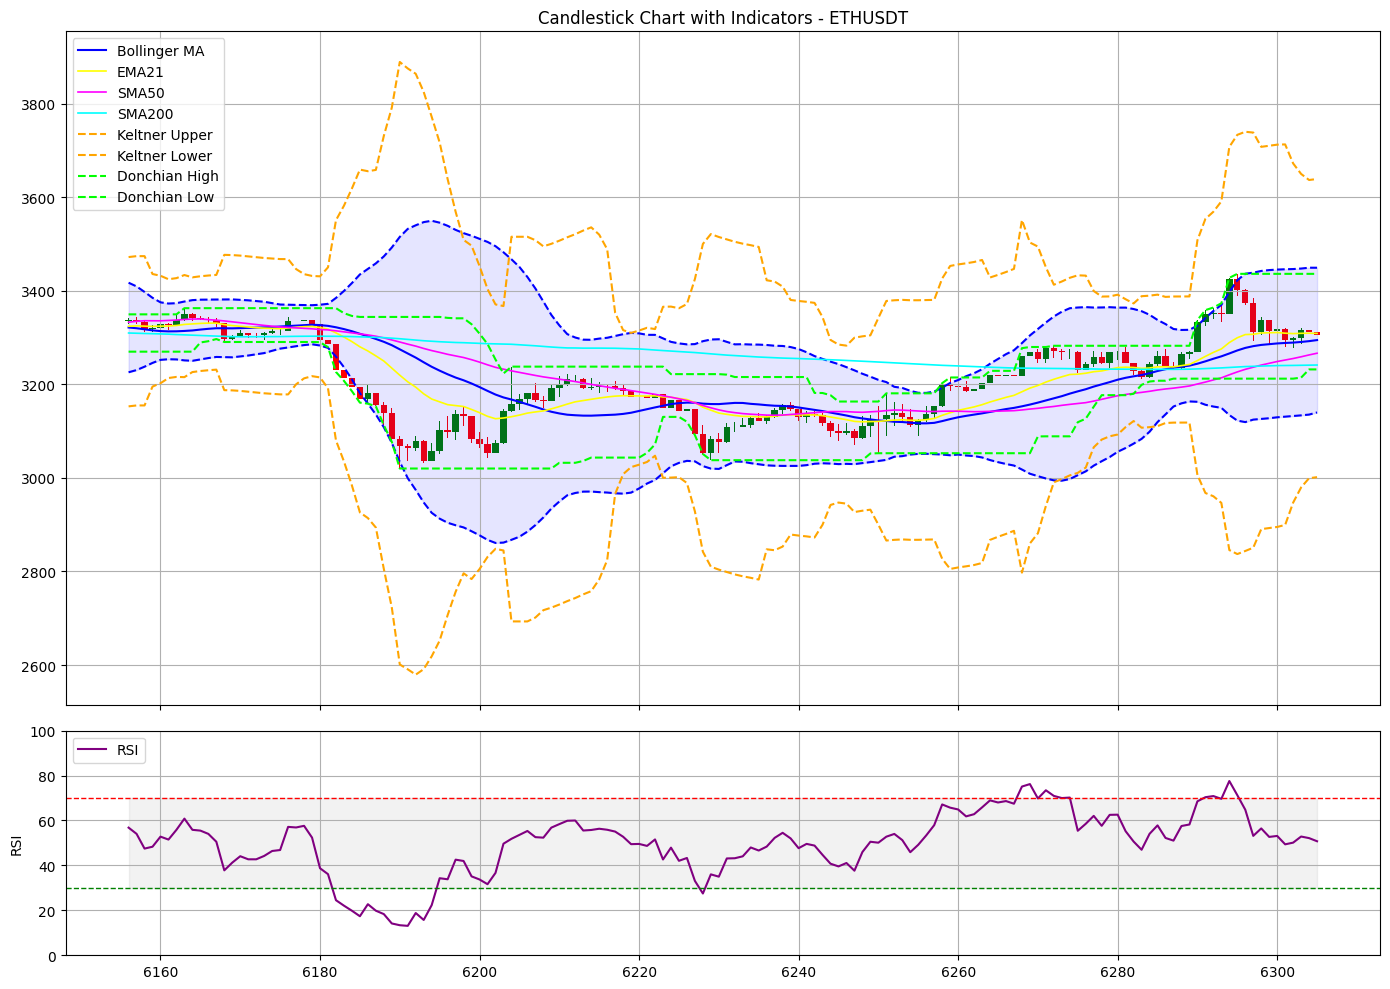 Candlestick Chart with Indicators - ETHUSDT
Bollinger MA
EMA21
SMA50
SMA200
Keltner Upper
Keltner Lower
Donchian High
Donchian Low
3800
3600
3400
3200
3000
2800
2600
RSI
100
80
60
40
20
0
RSI
6160 6180 6200 6220 6240 6260 6280 6300